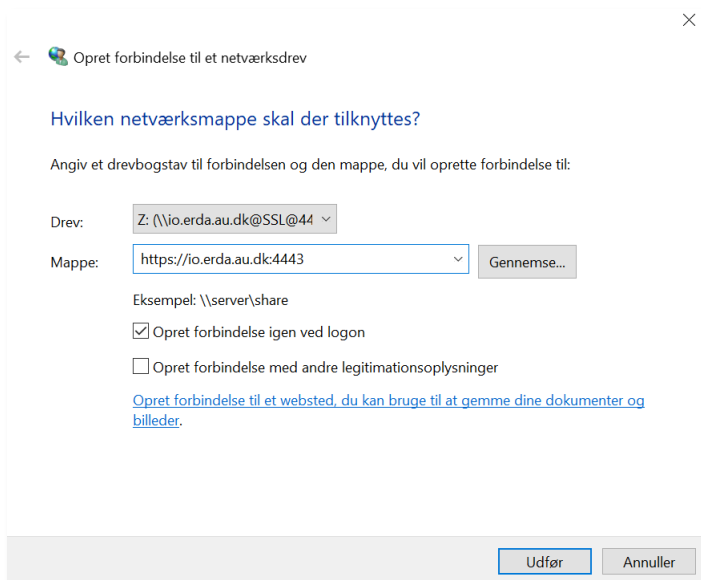 Opret forbindelse til et netværksdrev
Hvilken netværksmappe skal der tilknyttes?
Angiv et drevbogstav til forbindelsen og den mappe, du vil oprette forbindelse til:
Drev: Z: (\\io.erda.au.dk@SSL@44
Mappe: https://io.erda.au.dk:4443 Gennemse...
Eksempel: \\server\share
Opret forbindelse igen ved logon
Opret forbindelse med andre legitimationsoplysninger
Opret forbindelse til et websted, du kan bruge til at gemme dine dokumenter og
billeder.
Udfør Annuller